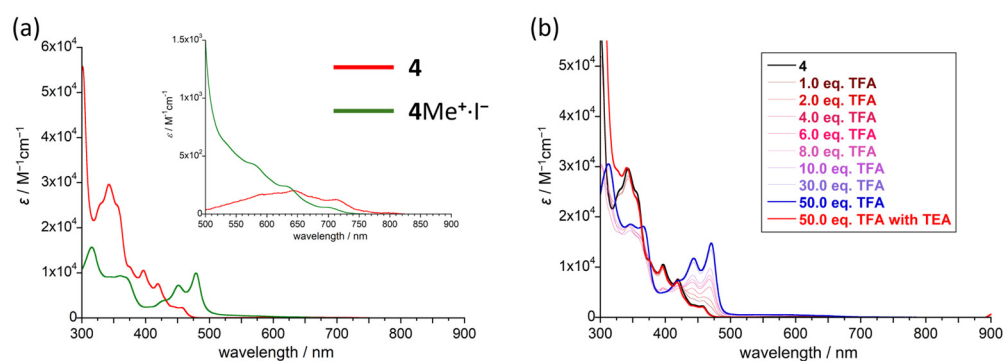 (a)
6x10⁴
5x10⁴
4x10⁴
3x10⁴
2x10⁴
1x10⁴
0
ε / M⁻¹cm⁻¹
300 400 500 600 700 800 900
wavelength / nm
1.5x10³
1x10³
5x10²
0
ε / M⁻¹cm⁻¹
500 550 600 650 700 750 800 850 900
wavelength / nm
4
4Me⁺·I⁻
(b)
5x10⁴
4x10⁴
3x10⁴
2x10⁴
1x10⁴
0
ε / M⁻¹cm⁻¹
300 400 500 600 700 800 900
wavelength / nm
4
1.0 eq. TFA
2.0 eq. TFA
4.0 eq. TFA
6.0 eq. TFA
8.0 eq. TFA
10.0 eq. TFA
30.0 eq. TFA
50.0 eq. TFA
50.0 eq. TFA with TEA